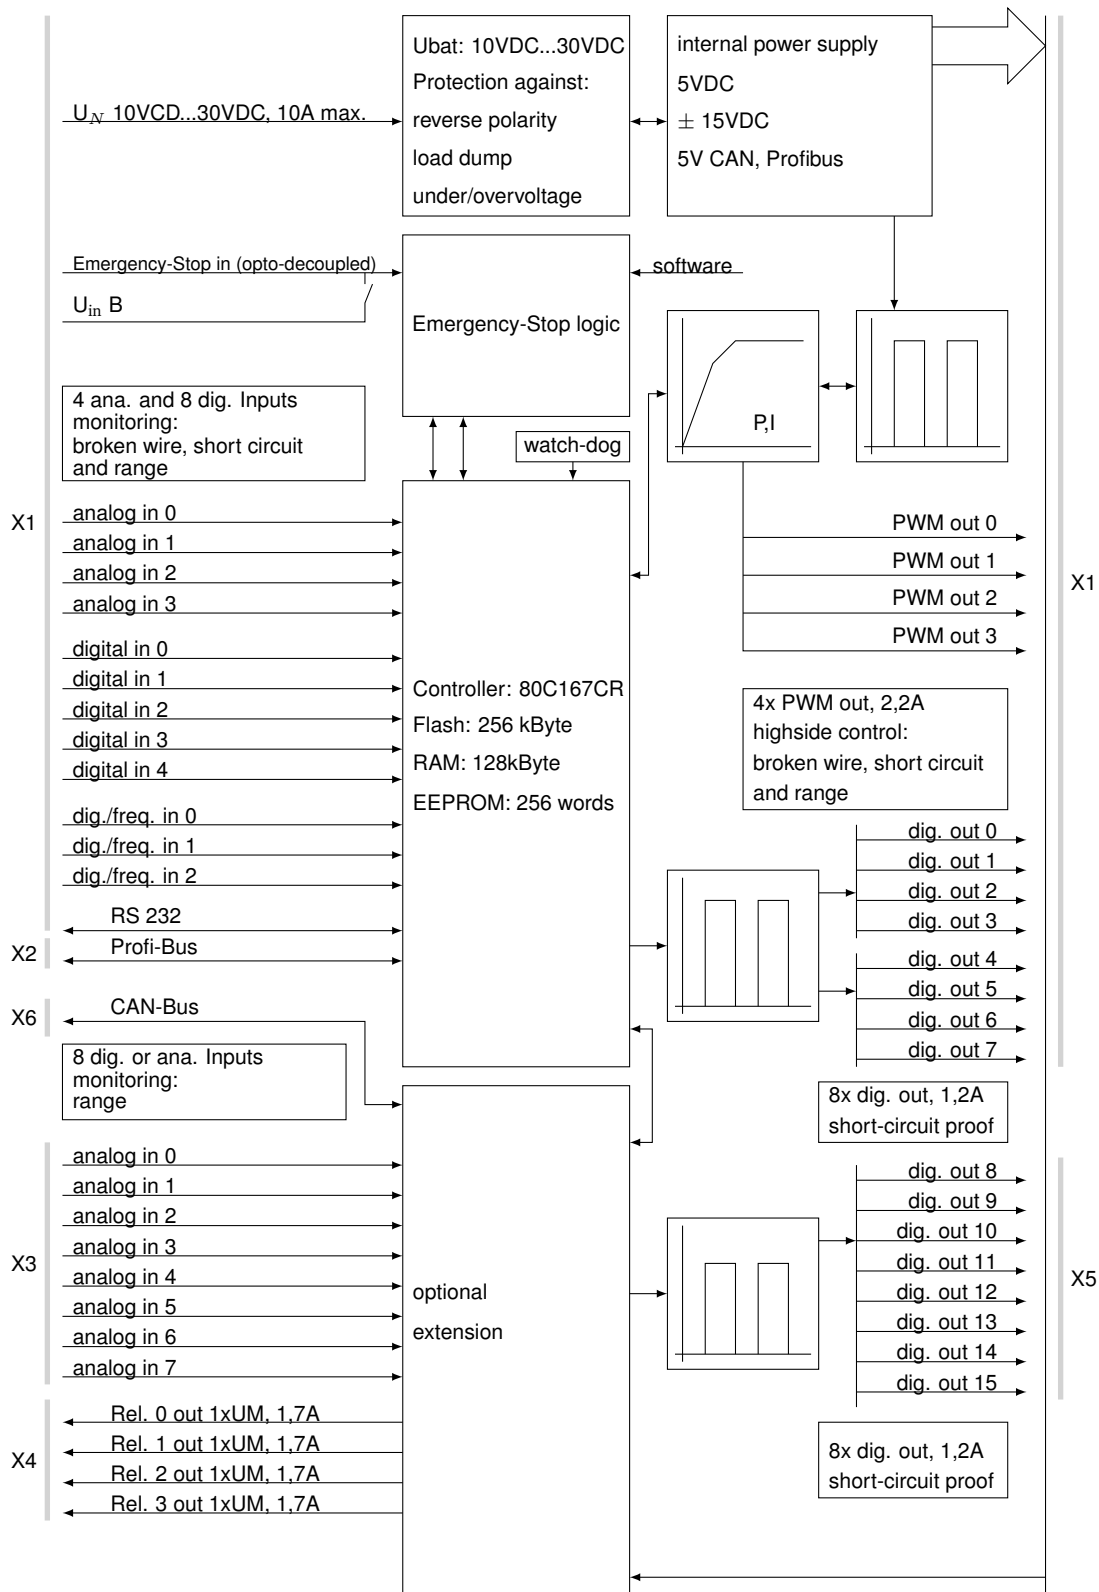 Ubat: 10VDC...30VDC
Protection against:
reverse polarity
load dump
under/overvoltage
internal power supply
5VDC
± 15VDC
5V CAN, Profibus
U_N 10VCD...30VDC, 10A max.
Emergency-Stop in (opto-decoupled)
U_in B
Emergency-Stop logic
software
P,I
4 ana. and 8 dig. Inputs
monitoring:
broken wire, short circuit
and range
watch-dog
X1
analog in 0
analog in 1
analog in 2
analog in 3
digital in 0
digital in 1
digital in 2
digital in 3
digital in 4
dig./freq. in 0
dig./freq. in 1
dig./freq. in 2
RS 232
X2
Profi-Bus
X6
CAN-Bus
Controller: 80C167CR
Flash: 256 kByte
RAM: 128kByte
EEPROM: 256 words
PWM out 0
PWM out 1
PWM out 2
PWM out 3
X1
4x PWM out, 2,2A
highside control:
broken wire, short circuit
and range
dig. out 0
dig. out 1
dig. out 2
dig. out 3
dig. out 4
dig. out 5
dig. out 6
dig. out 7
8x dig. out, 1,2A
short-circuit proof
8 dig. or ana. Inputs
monitoring:
range
X3
analog in 0
analog in 1
analog in 2
analog in 3
analog in 4
analog in 5
analog in 6
analog in 7
optional
extension
dig. out 8
dig. out 9
dig. out 10
dig. out 11
dig. out 12
dig. out 13
dig. out 14
dig. out 15
X5
X4
Rel. 0 out 1xUM, 1,7A
Rel. 1 out 1xUM, 1,7A
Rel. 2 out 1xUM, 1,7A
Rel. 3 out 1xUM, 1,7A
8x dig. out, 1,2A
short-circuit proof